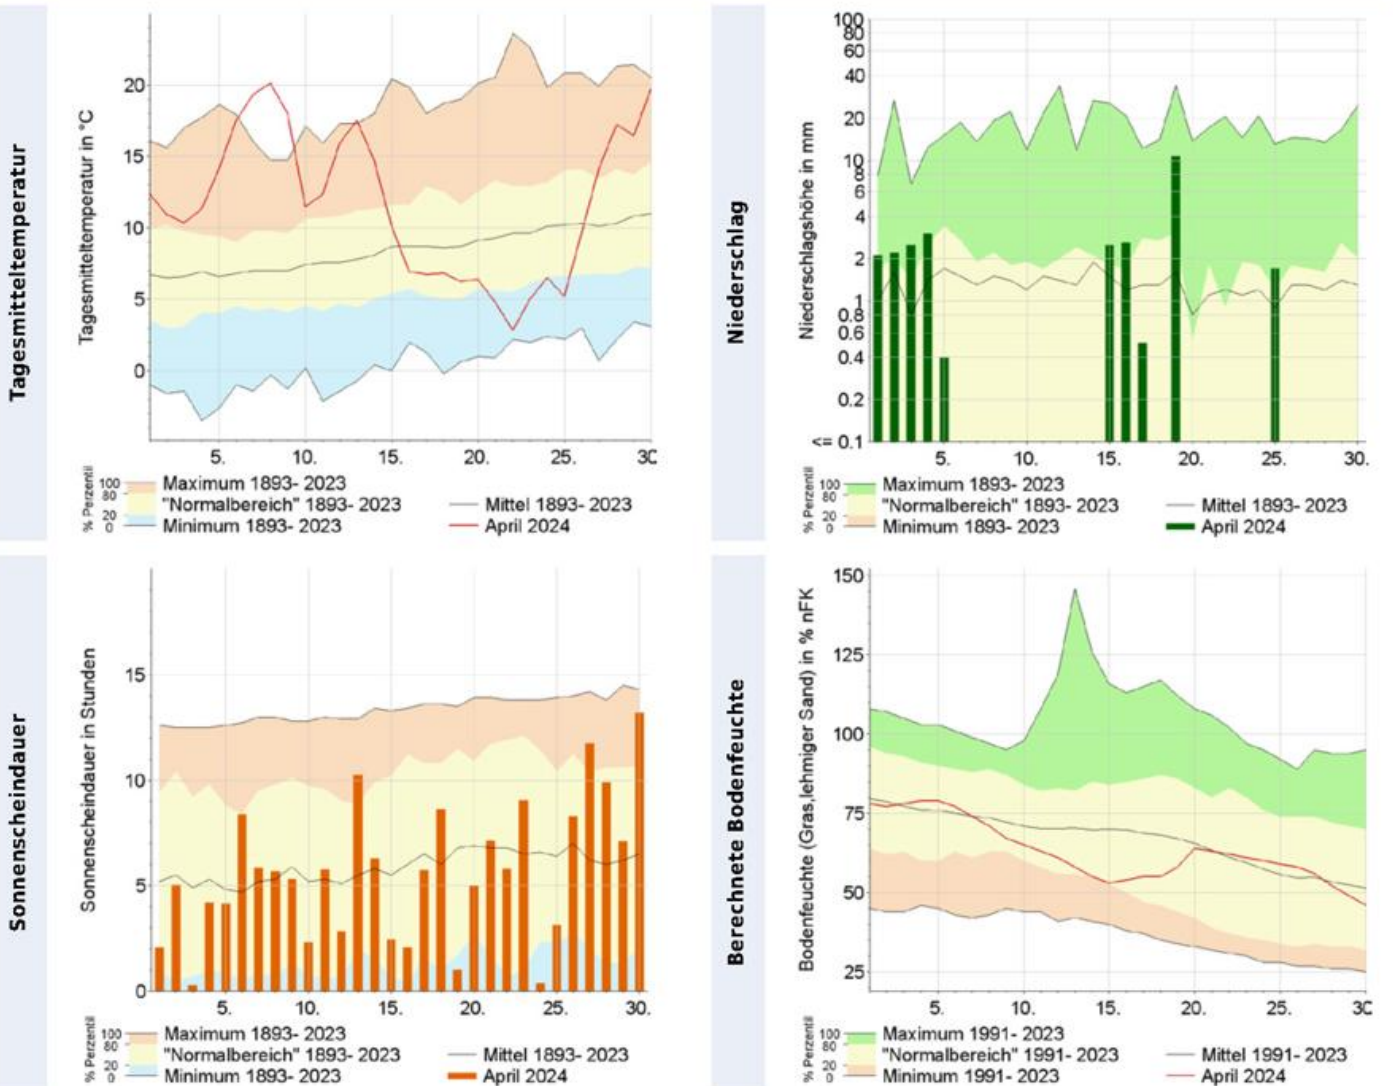 Tagesmitteltemperatur
Tagesmitteltemperatur in °C
20
15
10
5
0
5. 10. 15. 20. 25. 30
% Perzentil
100 Maximum 1893- 2023
80 "Normalbereich" 1893- 2023 Mittel 1893- 2023
20
0 Minimum 1893- 2023 April 2024
Niederschlag
Niederschlagshöhe in mm
100
80
60
40
20
10
8
6
4
2
1
0.8
0.6
0.4
0.2
<= 0.1
5. 10. 15. 20. 25. 30.
% Perzentil
100 Maximum 1893- 2023
80 "Normalbereich" 1893- 2023 Mittel 1893- 2023
20
0 Minimum 1893- 2023 April 2024
Sonnenscheindauer
Sonnenscheindauer in Stunden
15
10
5
0
5. 10. 15. 20. 25. 30.
% Perzentil
100 Maximum 1893- 2023
80 "Normalbereich" 1893- 2023 Mittel 1893- 2023
20
0 Minimum 1893- 2023 April 2024
Berechnete Bodenfeuchte
Bodenfeuchte (Gras,lehmiger Sand) in % nFK
150
125
100
75
50
25
5. 10. 15. 20. 25. 30
% Perzentil
100 Maximum 1991- 2023
80 "Normalbereich" 1991- 2023 Mittel 1991- 2023
20
0 Minimum 1991- 2023 April 2024